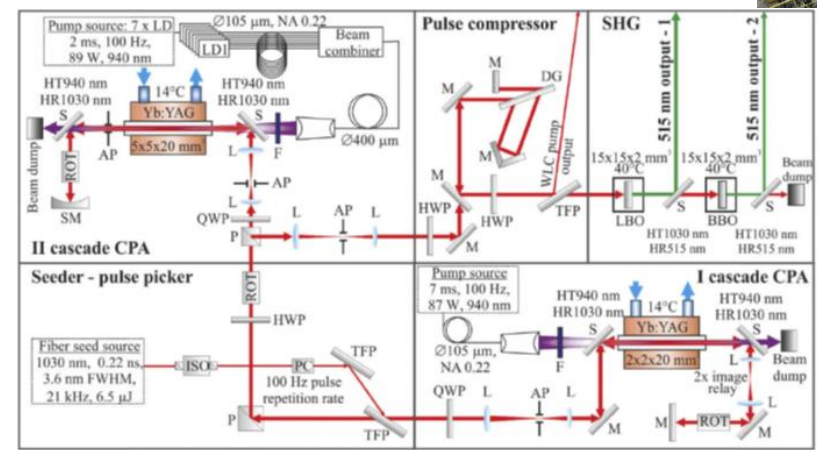 Pump source: 7 x LD
2 ms, 100 Hz,
89 W, 940 nm
Ø105 µm, NA 0.22
LD1
Beam
combiner
HT940 nm
HR1030 nm
14°C
HT940 nm
HR1030 nm
S
Yb:YAG
S
5x5x20 mm
AP
ROT
Beam dump
SM
L
F
Ø400 µm
AP
L
QWP
P
L
AP
L
HWP
II cascade CPA
Pulse compressor
M
M
DG
M
M
HWP
WLC pump
output
TFP
SHG
515 nm output - 1
515 nm output - 2
15x15x2 mm³
40°C
15x15x2 mm³
40°C
Beam
dump
LBO
S
BBO
S
HT1030 nm
HR515 nm
HT1030 nm
HR515 nm
Seeder - pulse picker
ROT
HWP
Fiber seed source
1030 nm, 0.22 ns,
3.6 nm FWHM,
21 kHz, 6.5 µJ
ISO
PC
100 Hz pulse
repetition rate
TFP
P
TFP
I cascade CPA
Pump source
7 ms, 100 Hz,
87 W, 940 nm
Ø105 µm,
NA 0.22
F
HT940 nm
HR1030 nm
S
14°C
Yb:YAG
2x2x20 mm
HT940 nm
HR1030 nm
S
Beam
dump
L
2x image
relay
L
QWP
L
AP
L
M
M
ROT
M